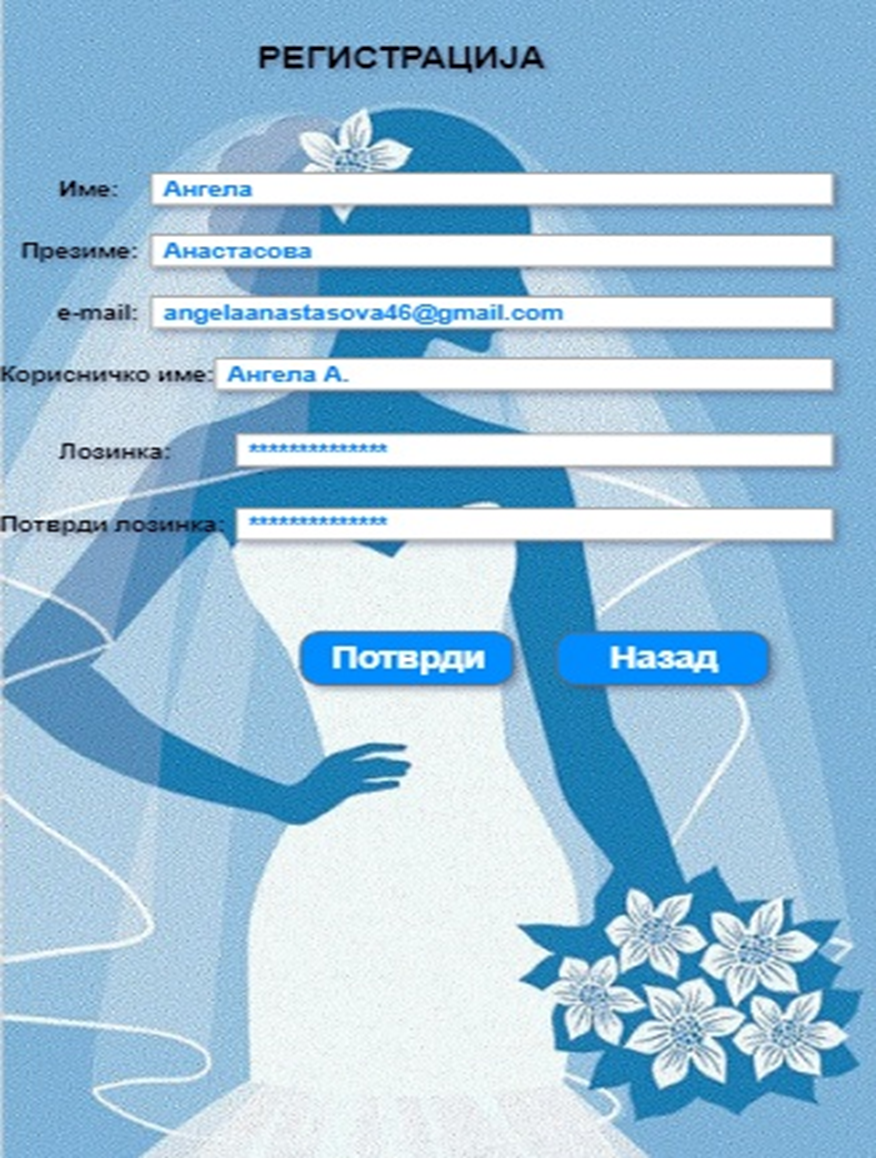 РЕГИСТРАЦИЈА
Име: Ангела
Презиме: Анастасова
e-mail: angelaanastasova46@gmail.com
Корисничко име: Ангела А.
Лозинка: **************
Потврди лозинка: **************
Потврди Назад